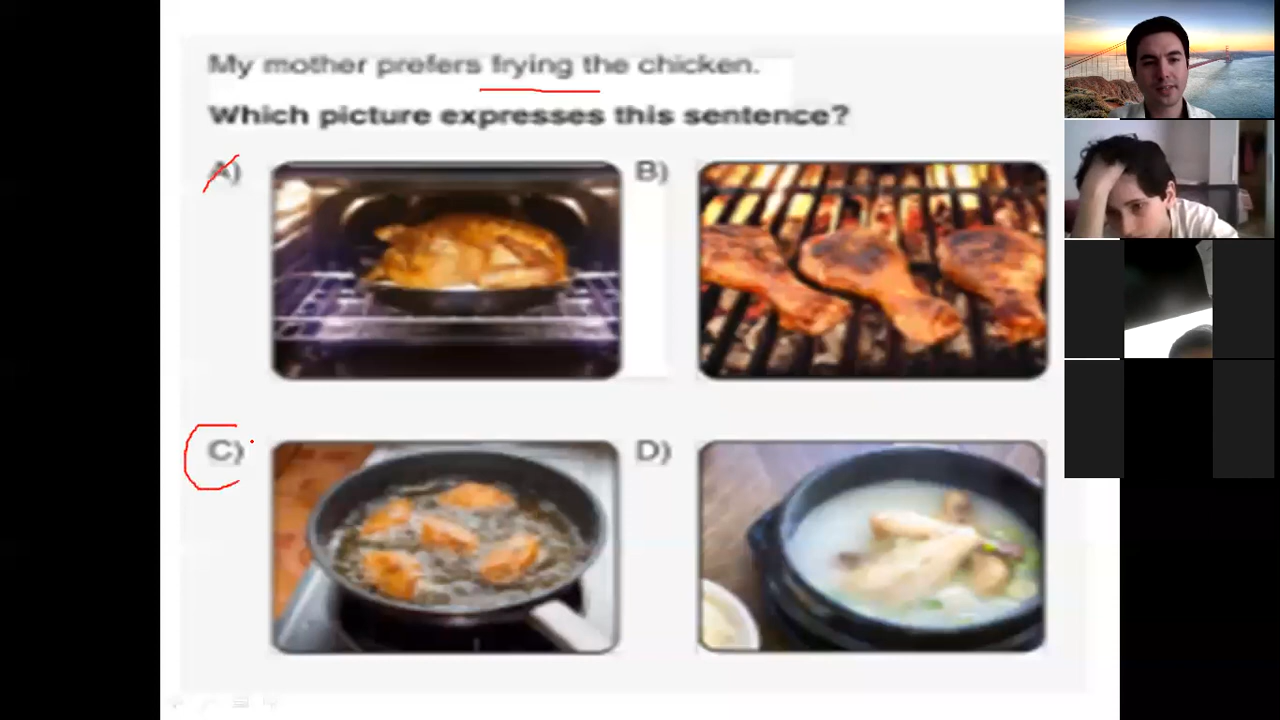 My mother prefers frying the chicken.
Which picture expresses this sentence?
A)
B)
C)
D)